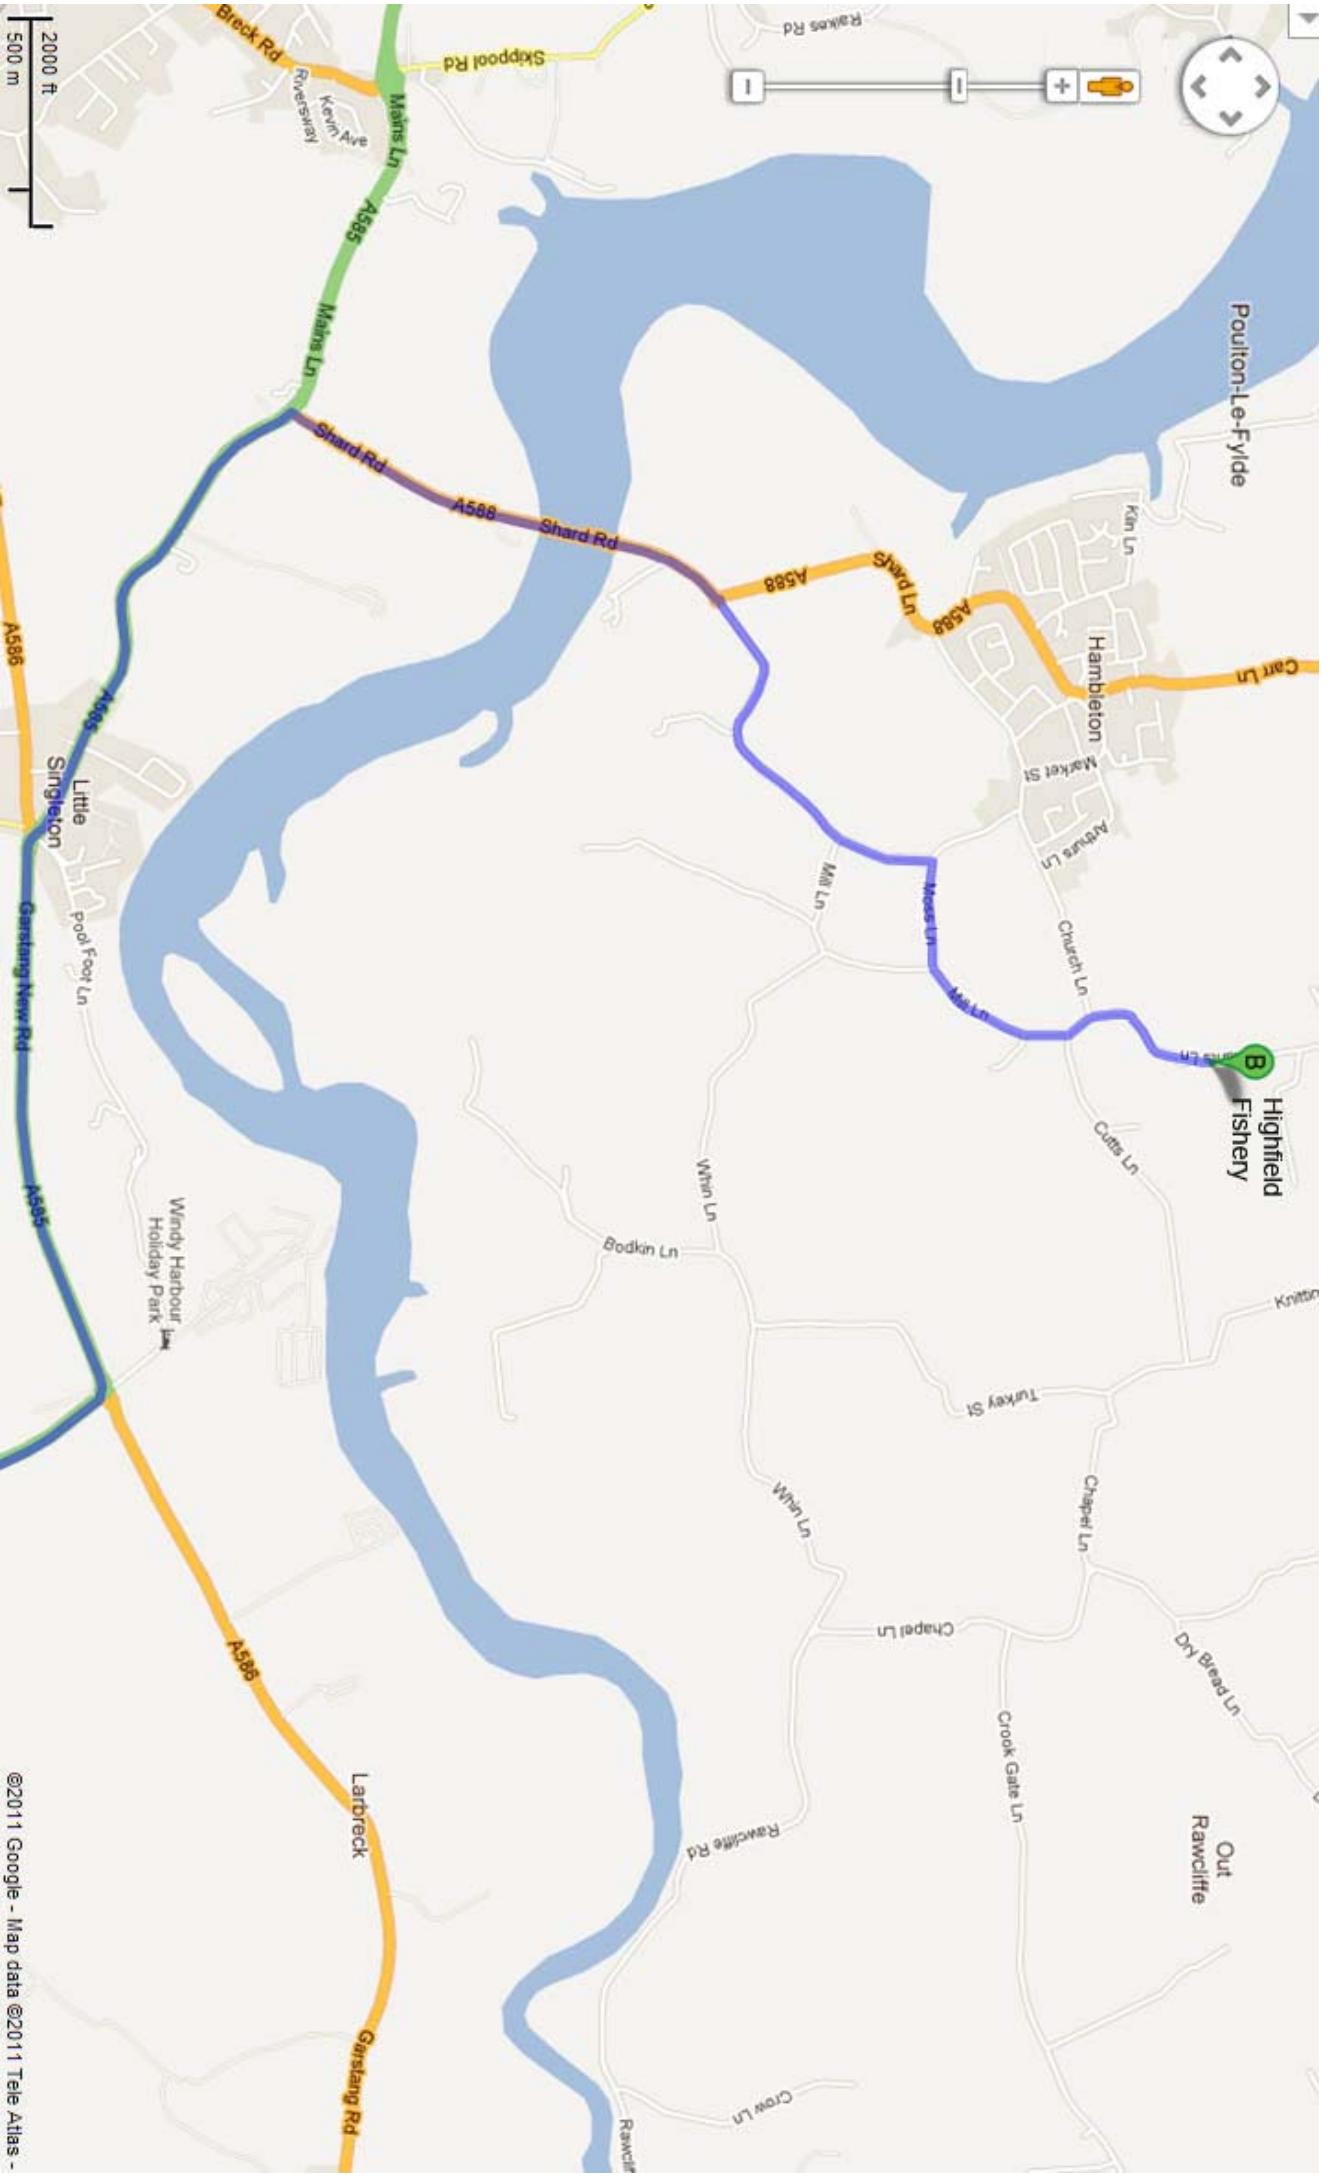 Poulton-Le-Fylde
Highfield
Fishery
B
Out
Rawcliffe
Dry Bread Ln
Carr Ln
Kiln Ln
Hambleton
Market St
Arthurs Ln
Church Ln
Cutts Ln
Chapel Ln
Turkey St
Crook Gate Ln
Chapel Ln
Shard Ln
A588
A588
Moss Ln
Mill Ln
Mill Ln
Raikes Rd
Whin Ln
Whin Ln
Bodkin Ln
Rawcliffe Rd
Crow Ln
Skippool Rd
Shard Rd
A588
Shard Rd
Mains Ln
A585
Mains Ln
Breck Rd
Kevin Ave
Riversway
A585
Little
Singleton
Pool Foot Ln
Windy Harbour
Holiday Park
A586
Garstang New Rd
A585
A586
Larbreck
Garstang Rd
2000 ft
500 m
©2011 Google - Map data ©2011 Tele Atlas -